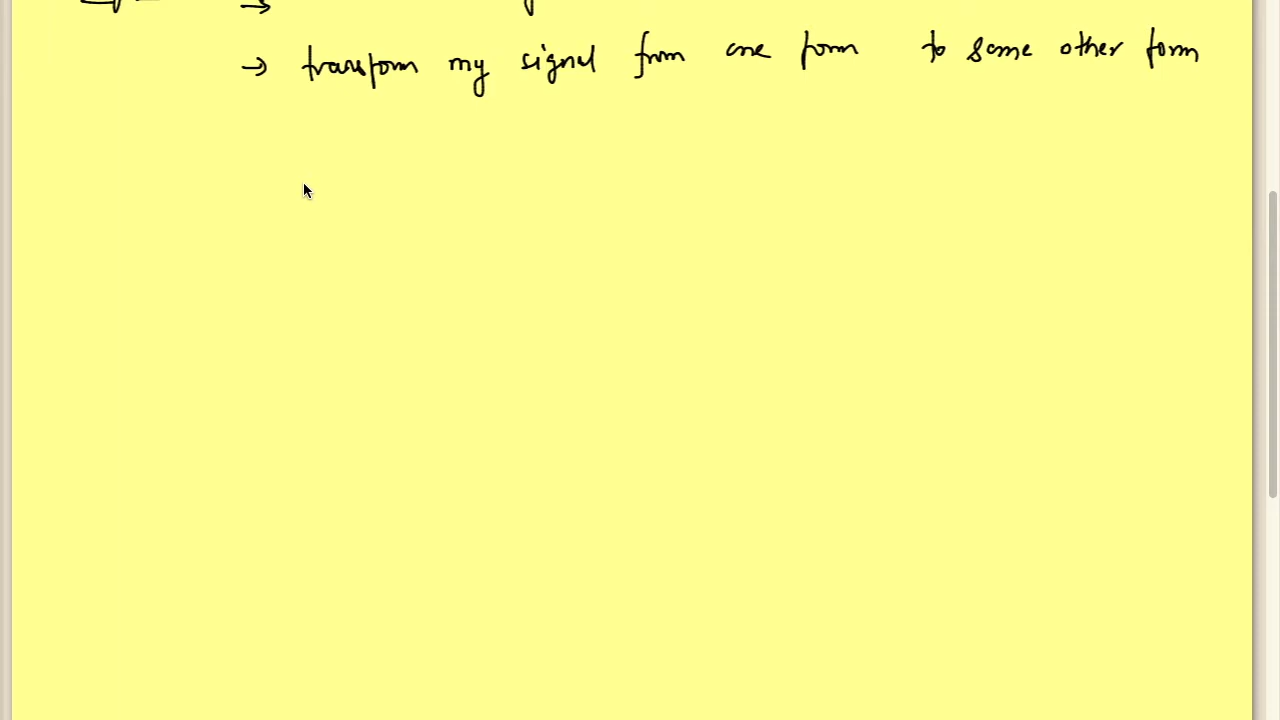 →
→ transform my signal from one form to some other form